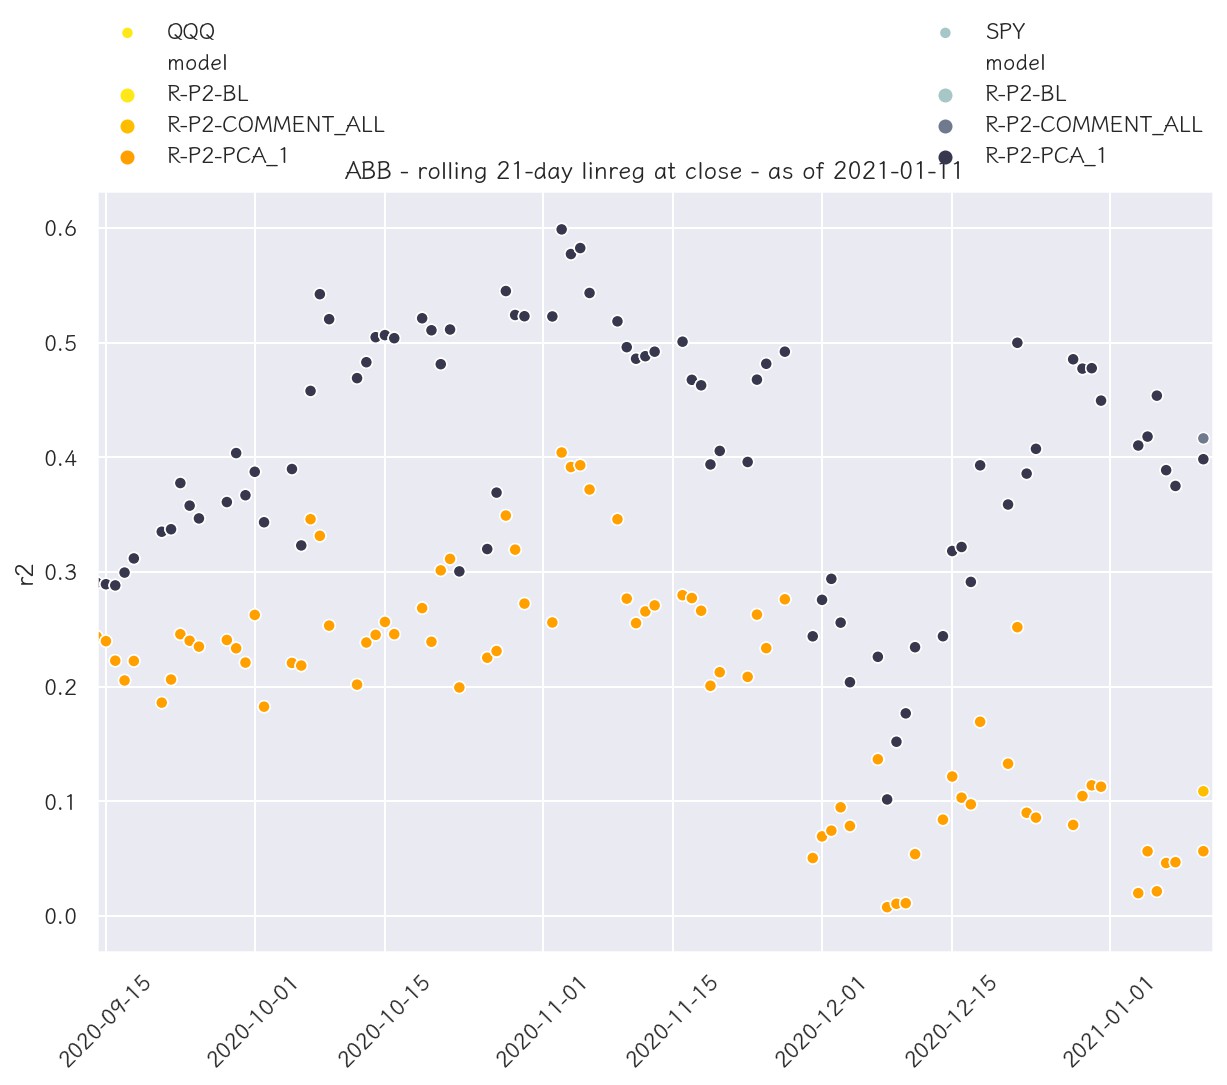 QQQ
model
R-P2-BL
R-P2-COMMENT_ALL
R-P2-PCA_1
SPY
model
R-P2-BL
R-P2-COMMENT_ALL
R-P2-PCA_1
ABB - rolling 21-day linreg at close - as of 2021-01-11
0.6
0.5
0.4
0.3
0.2
0.1
0.0
r2
2020-09-15
2020-10-01
2020-10-15
2020-11-01
2020-11-15
2020-12-01
2020-12-15
2021-01-01